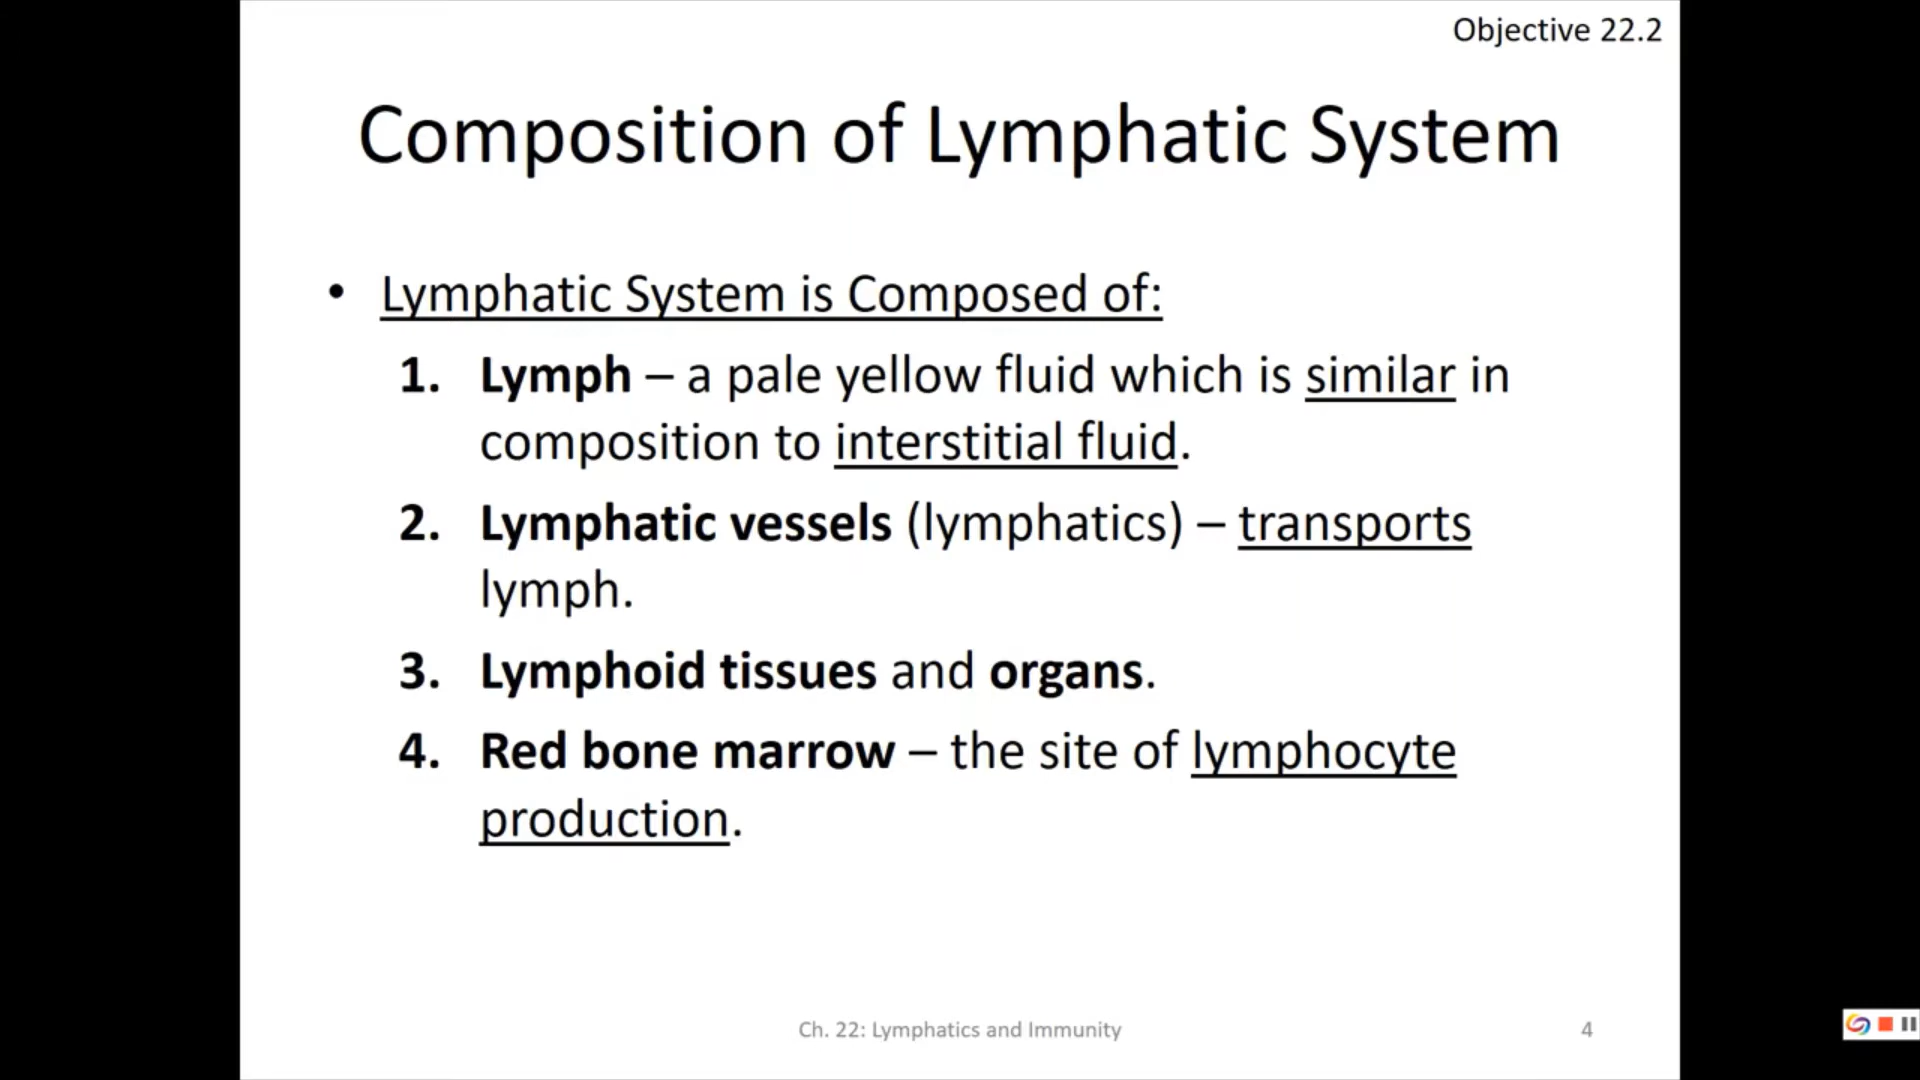 Objective 22.2
Composition of Lymphatic System
• Lymphatic System is Composed of:
1. Lymph – a pale yellow fluid which is similar in
composition to interstitial fluid.
2. Lymphatic vessels (lymphatics) – transports
lymph.
3. Lymphoid tissues and organs.
4. Red bone marrow – the site of lymphocyte
production.
Ch. 22: Lymphatics and Immunity 4